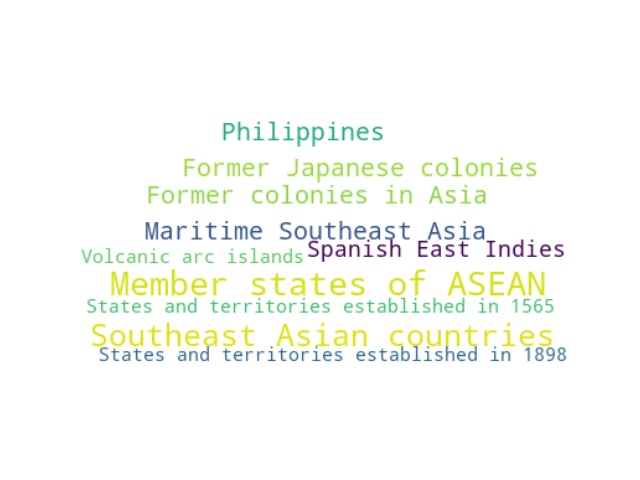 Philippines
Former Japanese colonies
Former colonies in Asia
Maritime Southeast Asia
Spanish East Indies
Volcanic arc islands
Member states of ASEAN
States and territories established in 1565
Southeast Asian countries
States and territories established in 1898